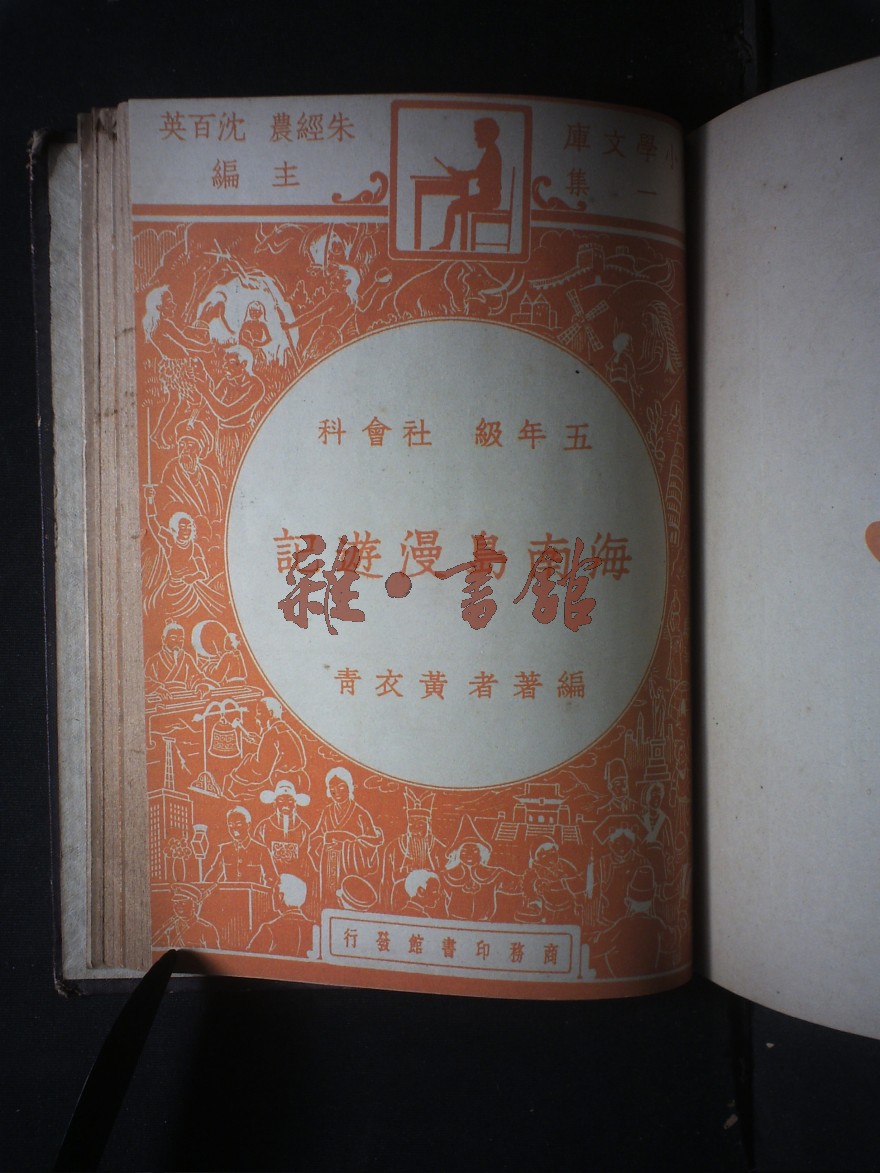 小學文庫
一集
朱經農 沈百英
主編
五年級 社會科
海南島漫遊記
雜·書館
編著者黃衣青
商務印書館發行